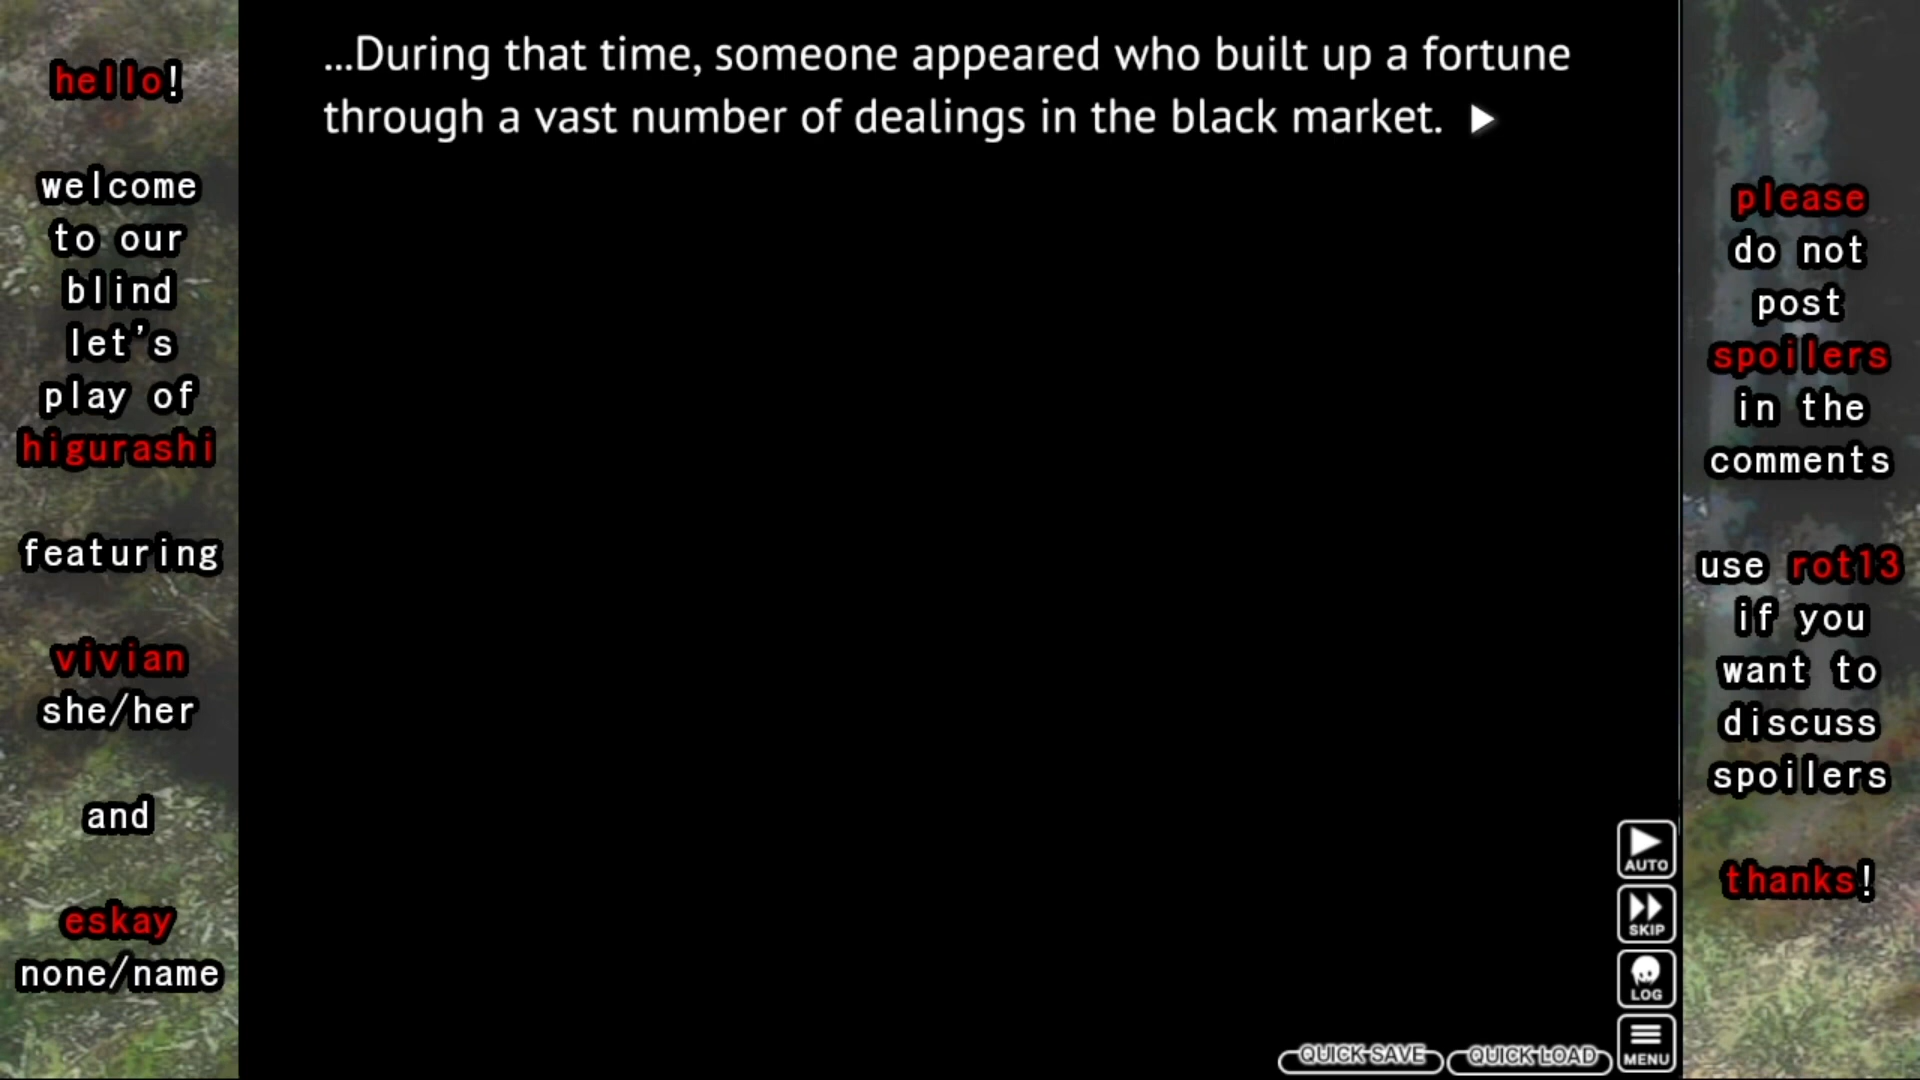 hello!
welcome
to our
blind
let's
play of
higurashi
featuring
vivian
she/her
and
eskay
none/name
...During that time, someone appeared who built up a fortune
through a vast number of dealings in the black market.
AUTO
SKIP
LOG
MENU
QUICK SAVE
QUICK LOAD
please
do not
post
spoilers
in the
comments
use rot13
if you
want to
discuss
spoilers
thanks!